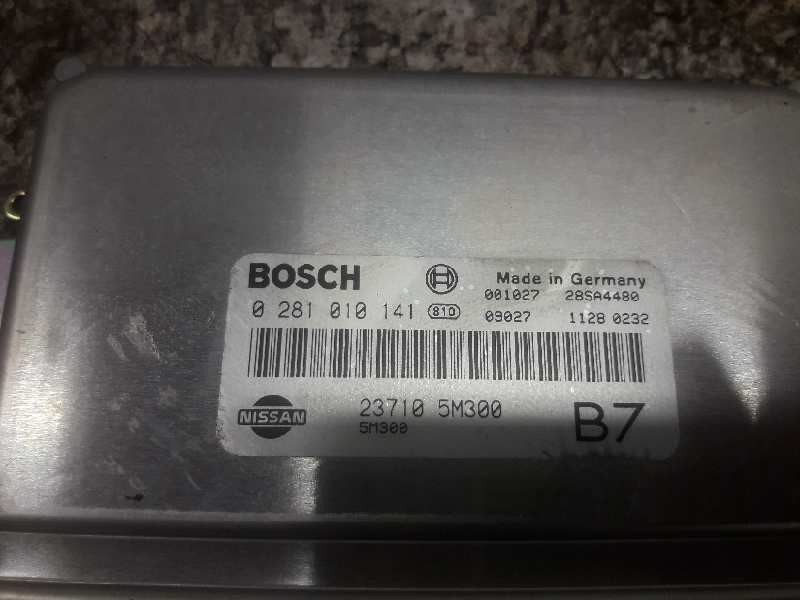 BOSCH
Made in Germany
001027 28SA4480
0 281 010 141 810
09027 1128 0232
NISSAN
23710 5M300
5M300
B7